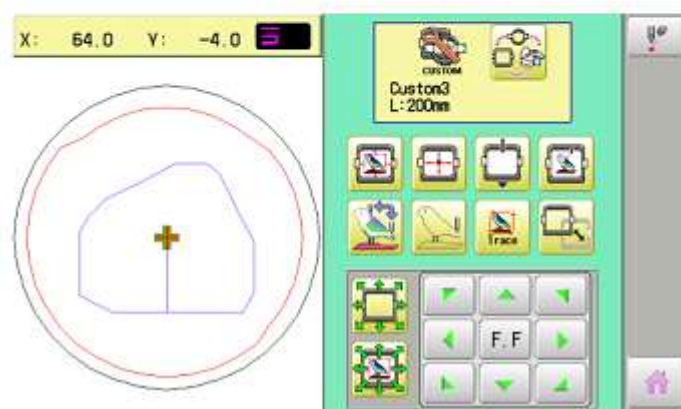 X: 64.0 Y: -4.0
CUSTOM
Custom3
L:200mm
Trace
F.F